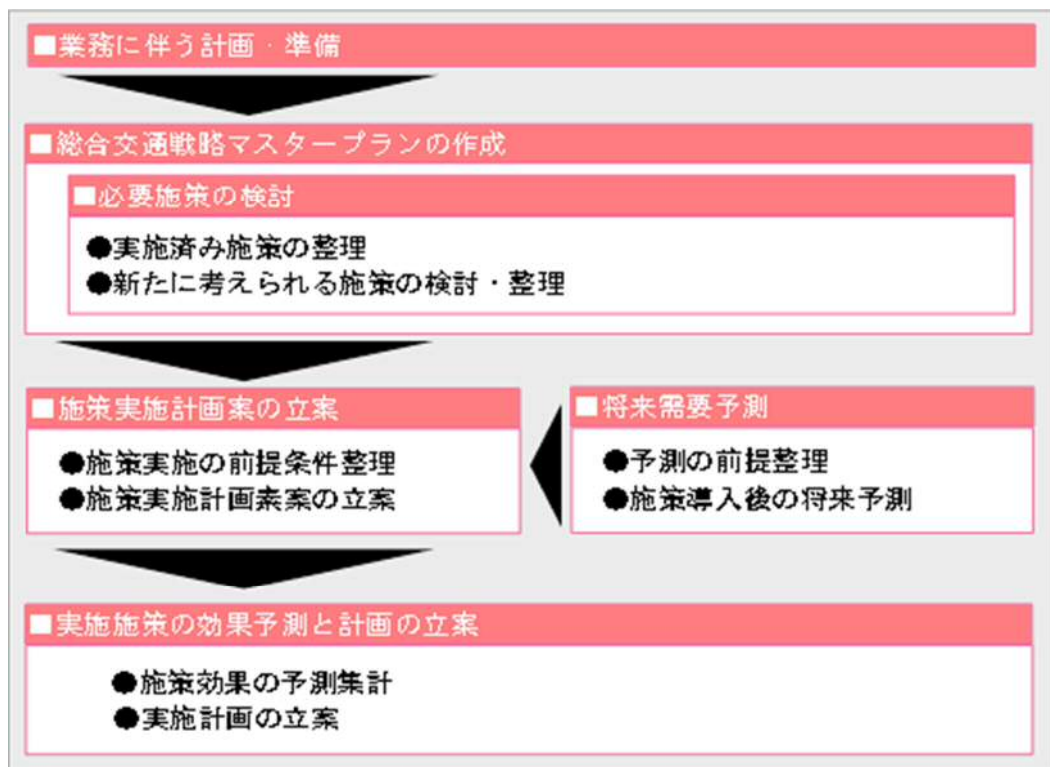 ■業務に伴う計画・準備
■総合交通戦略マスタープランの作成
■必要施策の検討
●実施済み施策の整理
●新たに考えられる施策の検討・整理
■施策実施計画案の立案
●施策実施の前提条件整理
●施策実施計画素案の立案
■将来需要予測
●予測の前提整理
●施策導入後の将来予測
■実施施策の効果予測と計画の立案
●施策効果の予測集計
●実施計画の立案